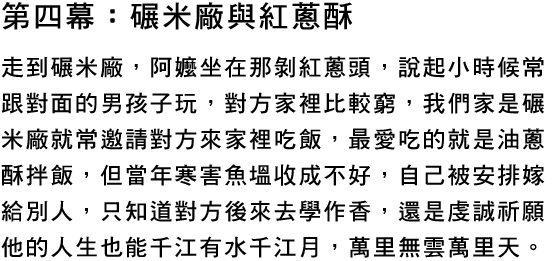 第四幕：碾米廠與紅蔥酥
走到碾米廠，阿嬤坐在那剝紅蔥頭，說起小時候常
跟對面的男孩子玩，對方家裡比較窮，我們家是碾
米廠就常邀請對方來家裡吃飯，最愛吃的就是油蔥
酥拌飯，但當年寒害魚塭收成不好，自己被安排嫁
給別人，只知道對方後來去學作香，還是虔誠祈願
他的人生也能千江有水千江月，萬里無雲萬里天。